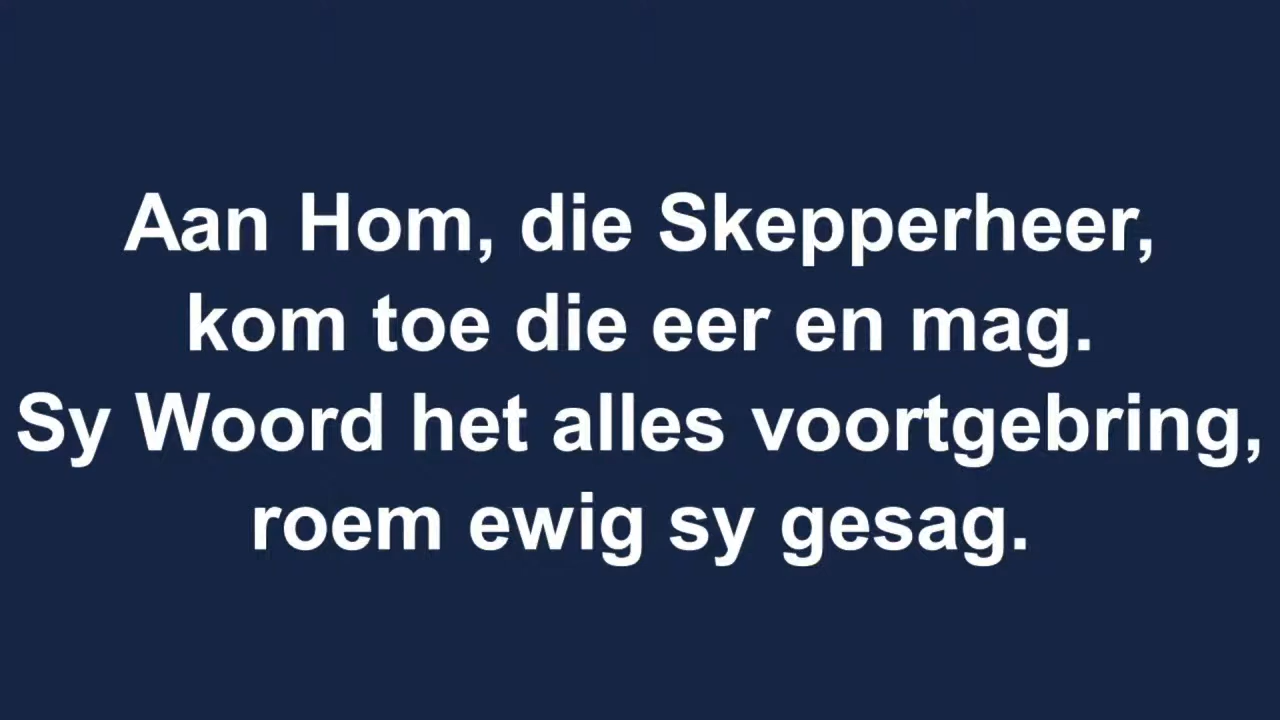 Aan Hom, die Skepperheer,
kom toe die eer en mag.
Sy Woord het alles voortgebring,
roem ewig sy gesag.